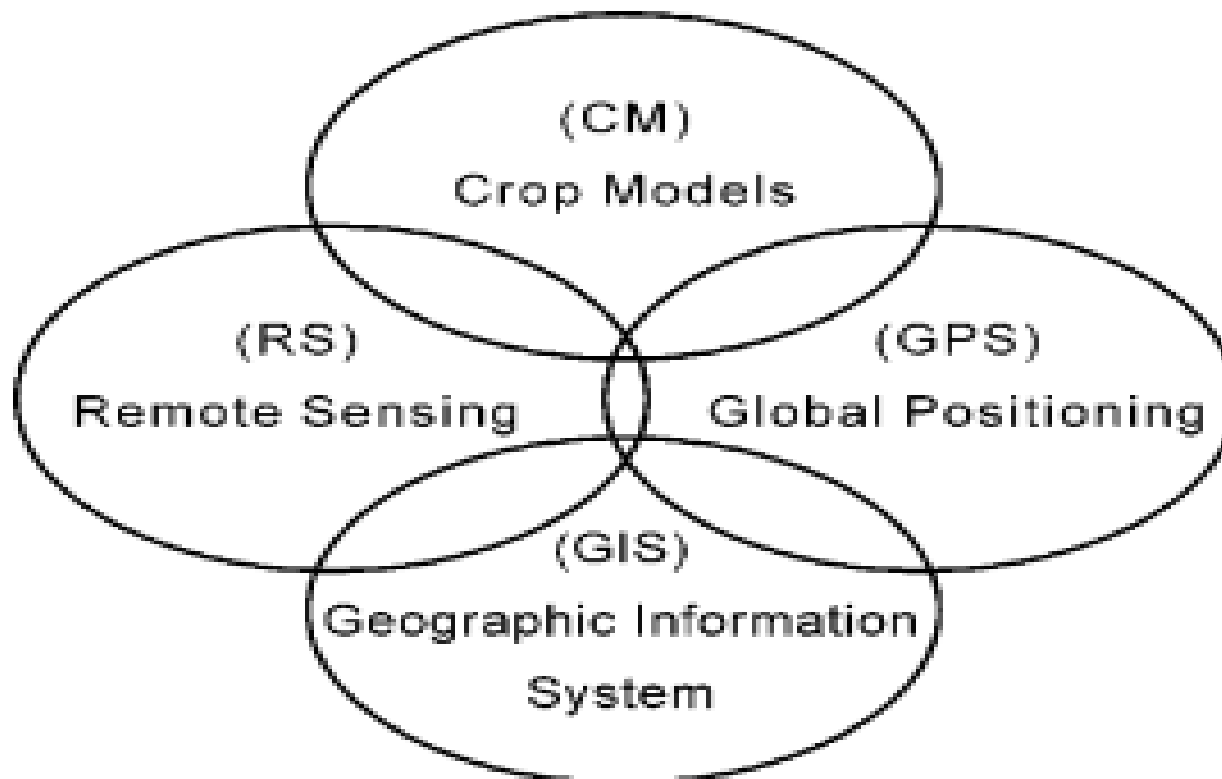 (CM)
Crop Models
(RS)
Remote Sensing
(GPS)
Global Positioning
(GIS)
Geographic Information
System